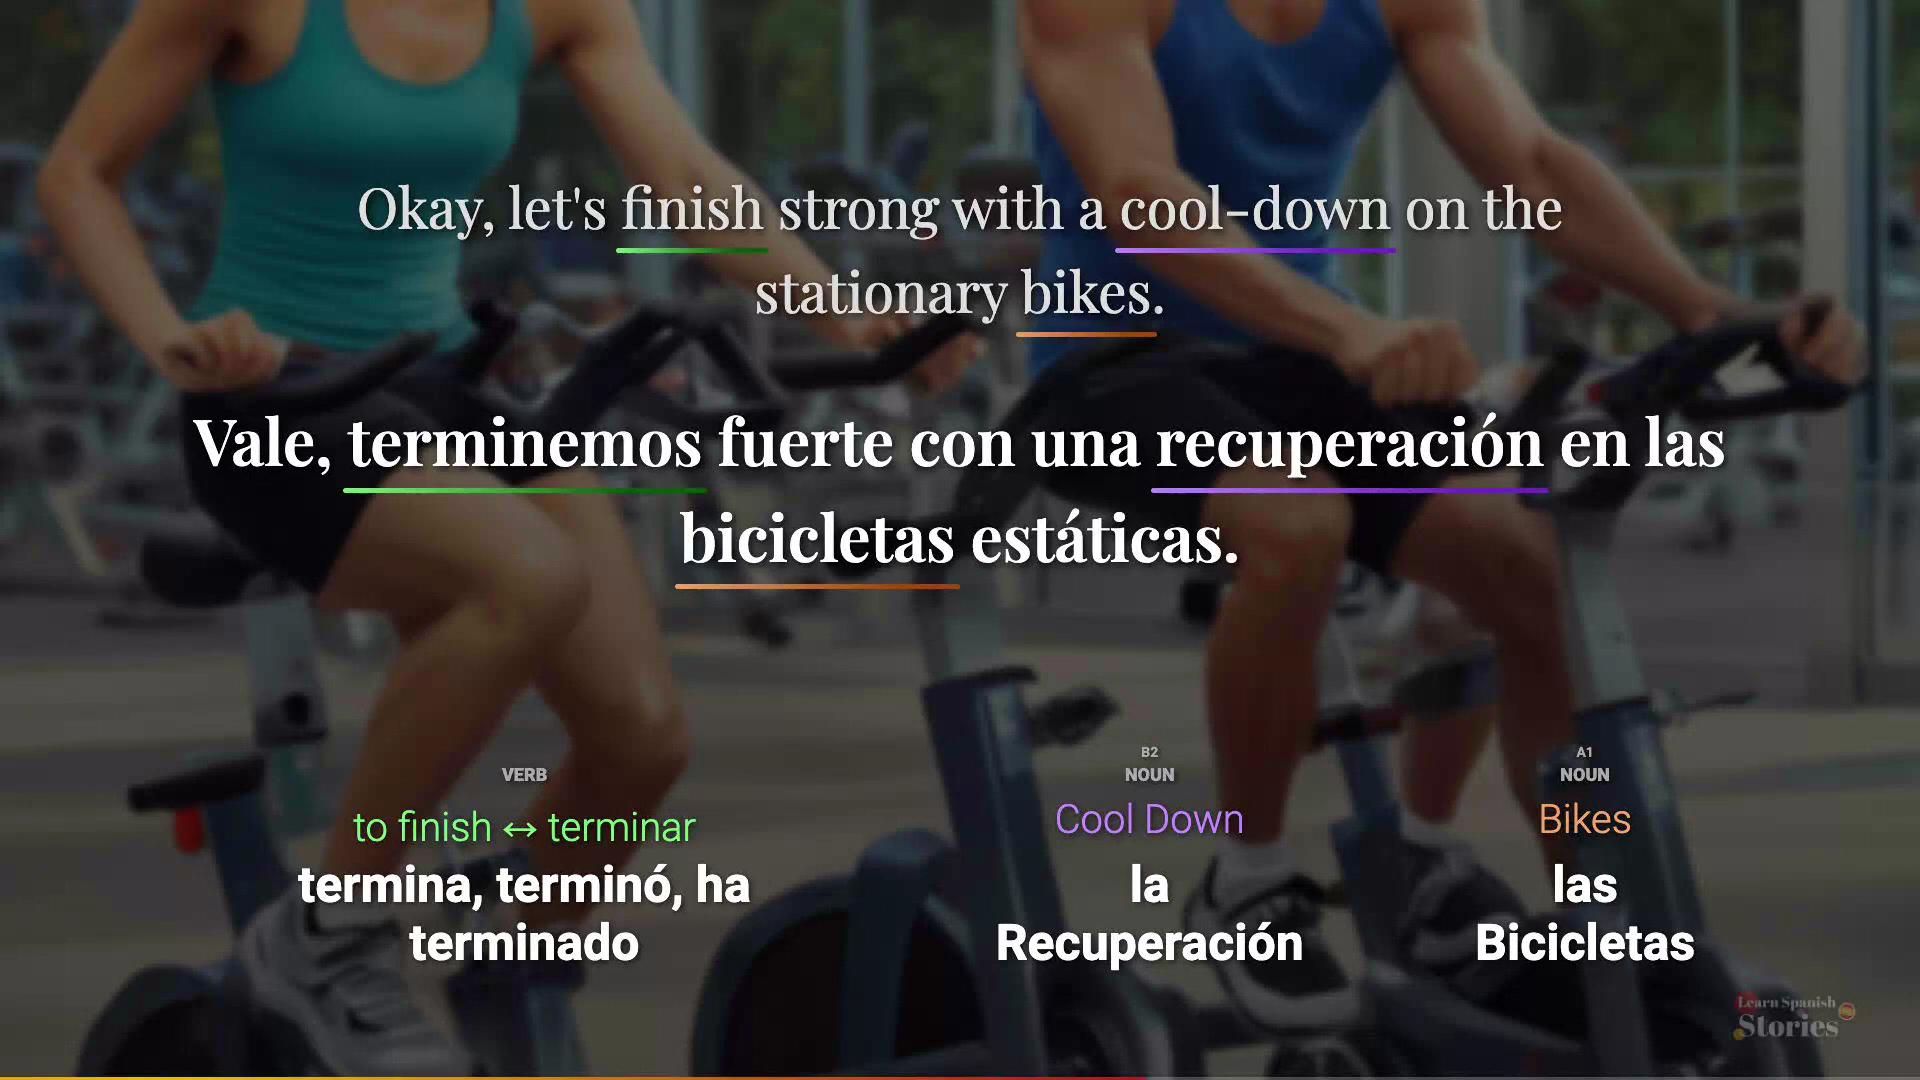 Okay, let's finish strong with a cool-down on the
stationary bikes.
Vale, terminemos fuerte con una recuperación en las
bicicletas estáticas.
VERB
to finish ↔ terminar
termina, terminó, ha
terminado
B2
NOUN
Cool Down
la
Recuperación
A1
NOUN
Bikes
las
Bicicletas
Learn Spanish
Stories